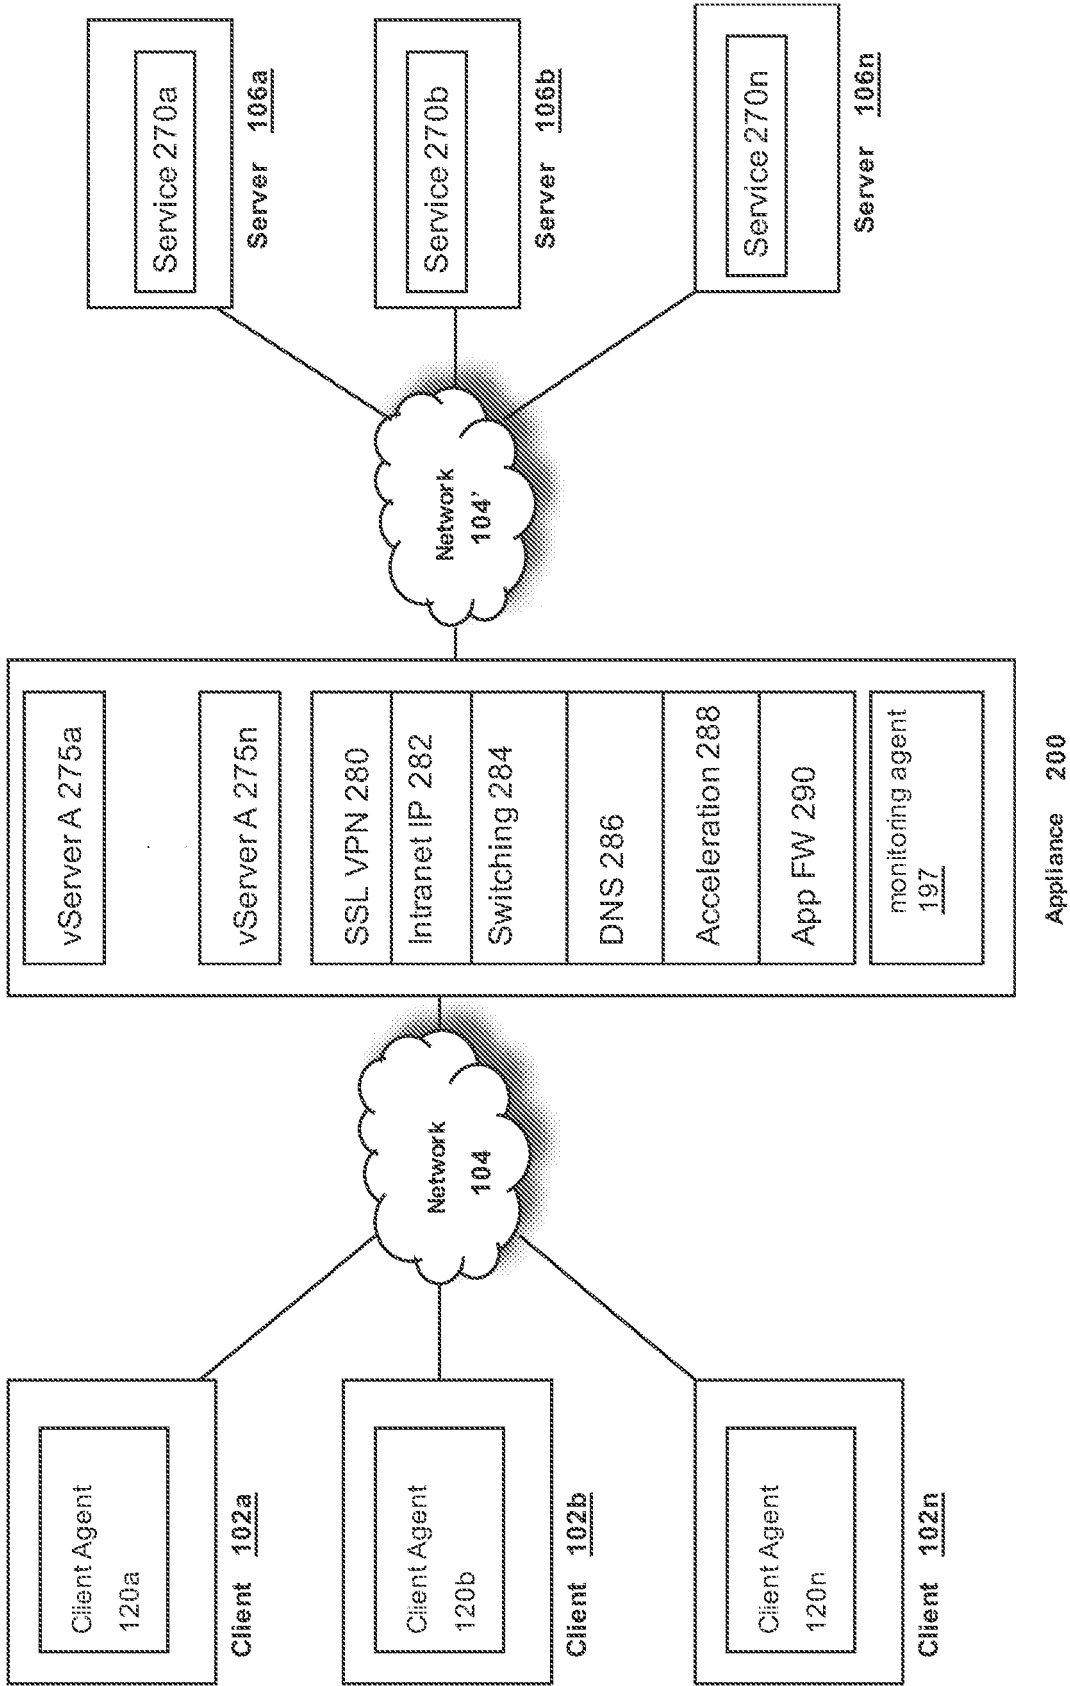 Client Agent
120a
Client 102a
Client Agent
120b
Client 102b
Client Agent
120n
Client 102n
Network
104
vServer A 275a
vServer A 275n
SSL VPN 280
Intranet IP 282
Switching 284
DNS 286
Acceleration 288
App FW 290
monitoring agent
197
Appliance 200
Network
104'
Service 270a
Server 106a
Service 270b
Server 106b
Service 270n
Server 106n